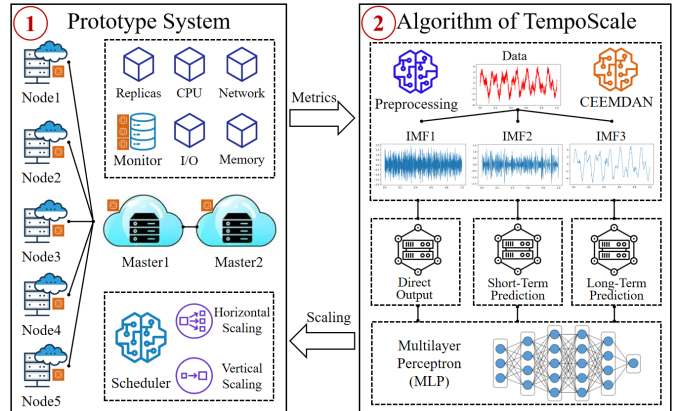 1 Prototype System
Node1
Node2
Node3
Node4
Node5
Replicas CPU Network
Monitor I/O Memory
Master1 Master2
Scheduler
Horizontal
Scaling
Vertical
Scaling
Metrics
Scaling
2 Algorithm of TempoScale
Data
Preprocessing
CEEMDAN
IMF1 IMF2 IMF3
Direct
Output
Short-Term
Prediction
Long-Term
Prediction
Multilayer
Perceptron
(MLP)